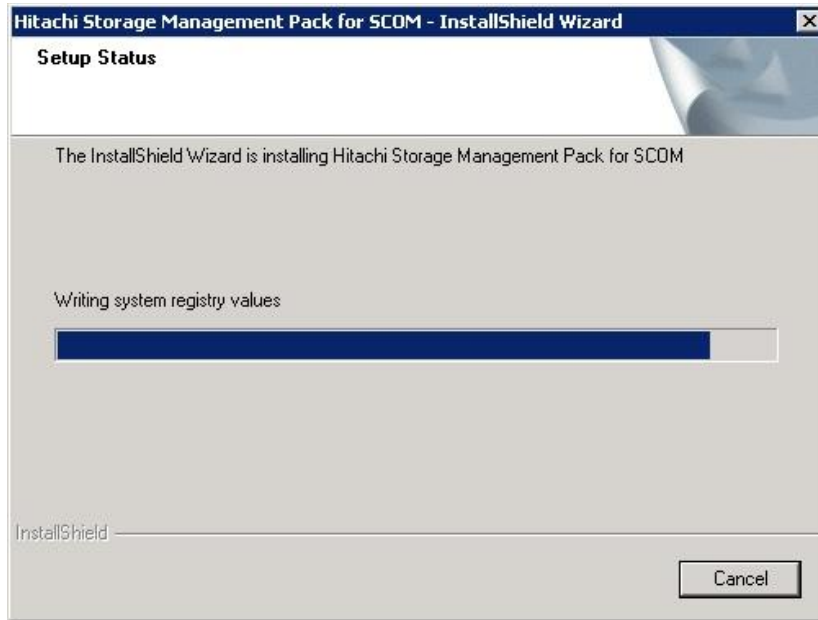 Hitachi Storage Management Pack for SCOM - InstallShield Wizard
Setup Status
The InstallShield Wizard is installing Hitachi Storage Management Pack for SCOM
Writing system registry values
InstallShield
Cancel